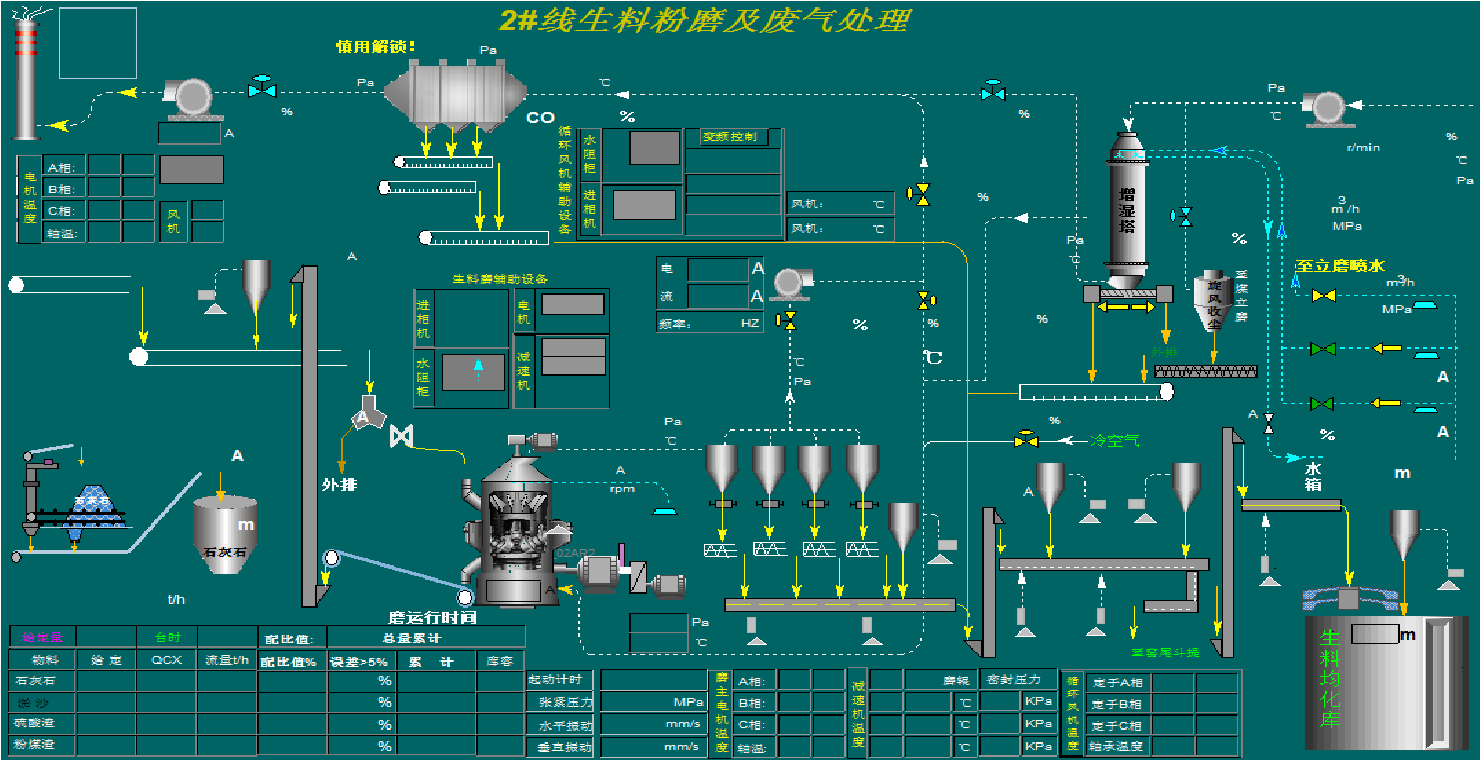 2#线生料粉磨及废气处理
慎用解锁:
Pa
Pa
℃
%
%
CO
%
℃
A
Pa
r/min
%
℃
Pa
电机温度
A相:
B相:
C相:
轴温:
风机
循环风机辅助设备
水阻柜
进相机
变频控制
风机:
℃
风机:
℃
%
增湿塔
Pa
℃
%
3
m /h
MPa
至立磨喷水
m³/h
MPa
A
A
A
生料磨辅助设备
进相机
水阻柜
电机
减速机
电流
A
A
频率:
HZ
%
%
℃
%
℃
Pa
旋风收尘
至煤立磨
外排
%
冷空气
A
%
水箱
m
A
外排
Pa
℃
A
rpm
A
石灰石
A
m
石灰石
t/h
02AR2
A
磨运行时间
Pa
℃
至窑尾斗提
生料均化库
m
给定总
台时
配比值:
总量累计
物料
给定
QCX
流量t/h
配比值%
误差>5%
累 计
库容
石灰石
%
%
硫酸渣
%
粉煤渣
%
起动计时
张紧压力
MPa
水平振动
mm/s
垂直振动
mm/s
磨主电机温度
A相:
B相:
C相:
轴温:
减速机温度
磨辊
密封压力
℃
KPa
℃
KPa
℃
KPa
循环风机温度
定子A相
定子B相
定子C相
轴承温度